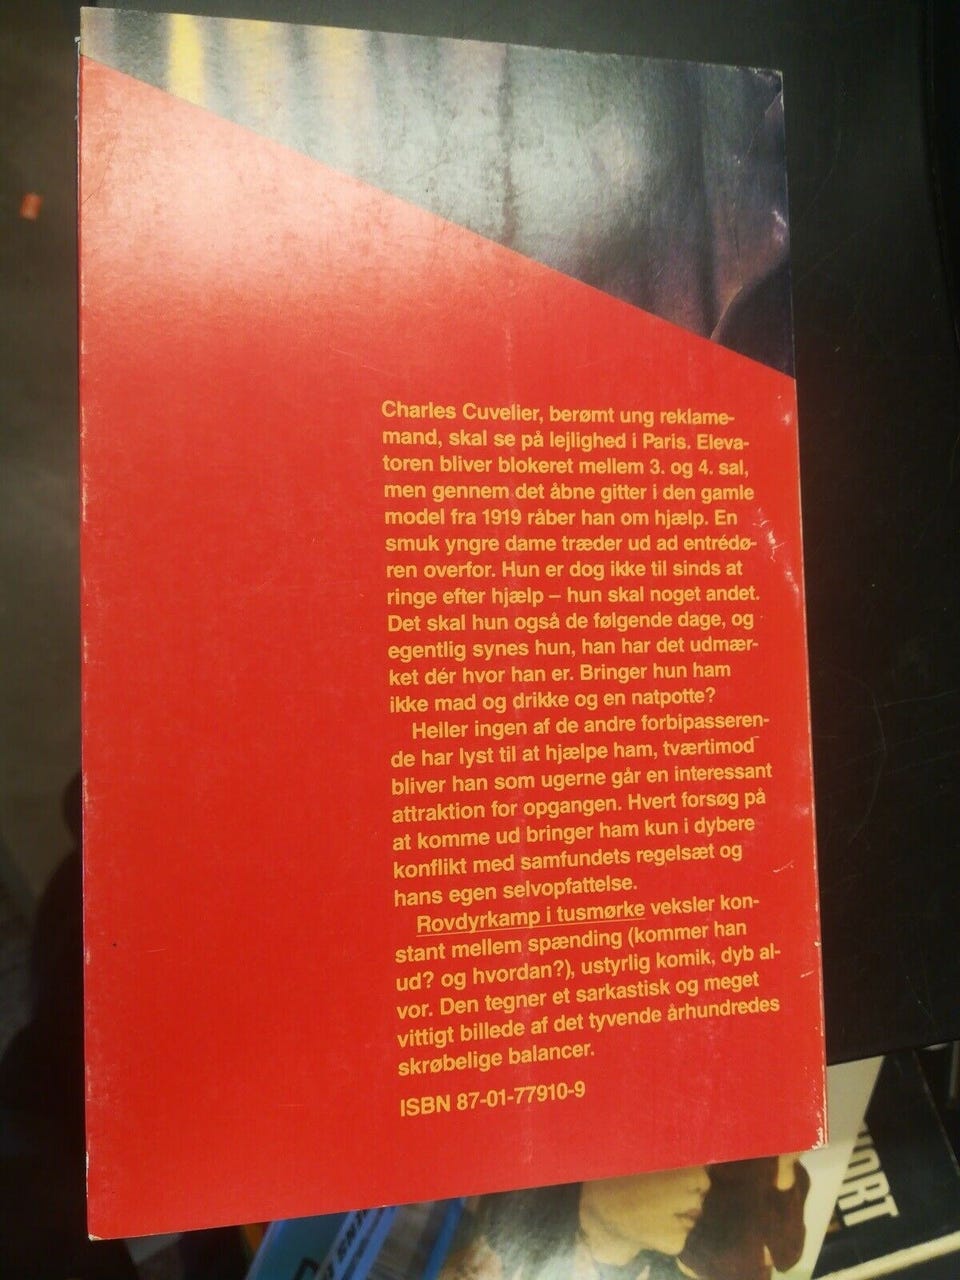 Charles Cuvelier, berømt ung reklame-
mand, skal se på lejlighed i Paris. Eleva-
toren bliver blokeret mellem 3. og 4. sal,
men gennem det åbne gitter i den gamle
model fra 1919 råber han om hjælp. En
smuk yngre dame træder ud ad entrédø-
ren overfor. Hun er dog ikke til sinds at
ringe efter hjælp – hun skal noget andet.
Det skal hun også de følgende dage, og
egentlig synes hun, han har det udmær-
ket dér hvor han er. Bringer hun ham
ikke mad og drikke og en natpotte?
Heller ingen af de andre forbipasseren-
de har lyst til at hjælpe ham, tværtimod
bliver han som ugerne går en interessant
attraktion for opgangen. Hvert forsøg på
at komme ud bringer ham kun i dybere
konflikt med samfundets regelsæt og
hans egen selvopfattelse.
Rovdyrkamp i tusmørke veksler kon-
stant mellem spænding (kommer han
ud? og hvordan?), ustyrlig komik, dyb al-
vor. Den tegner et sarkastisk og meget
vittigt billede af det tyvende århundredes
skrøbelige balancer.
ISBN 87-01-77910-9